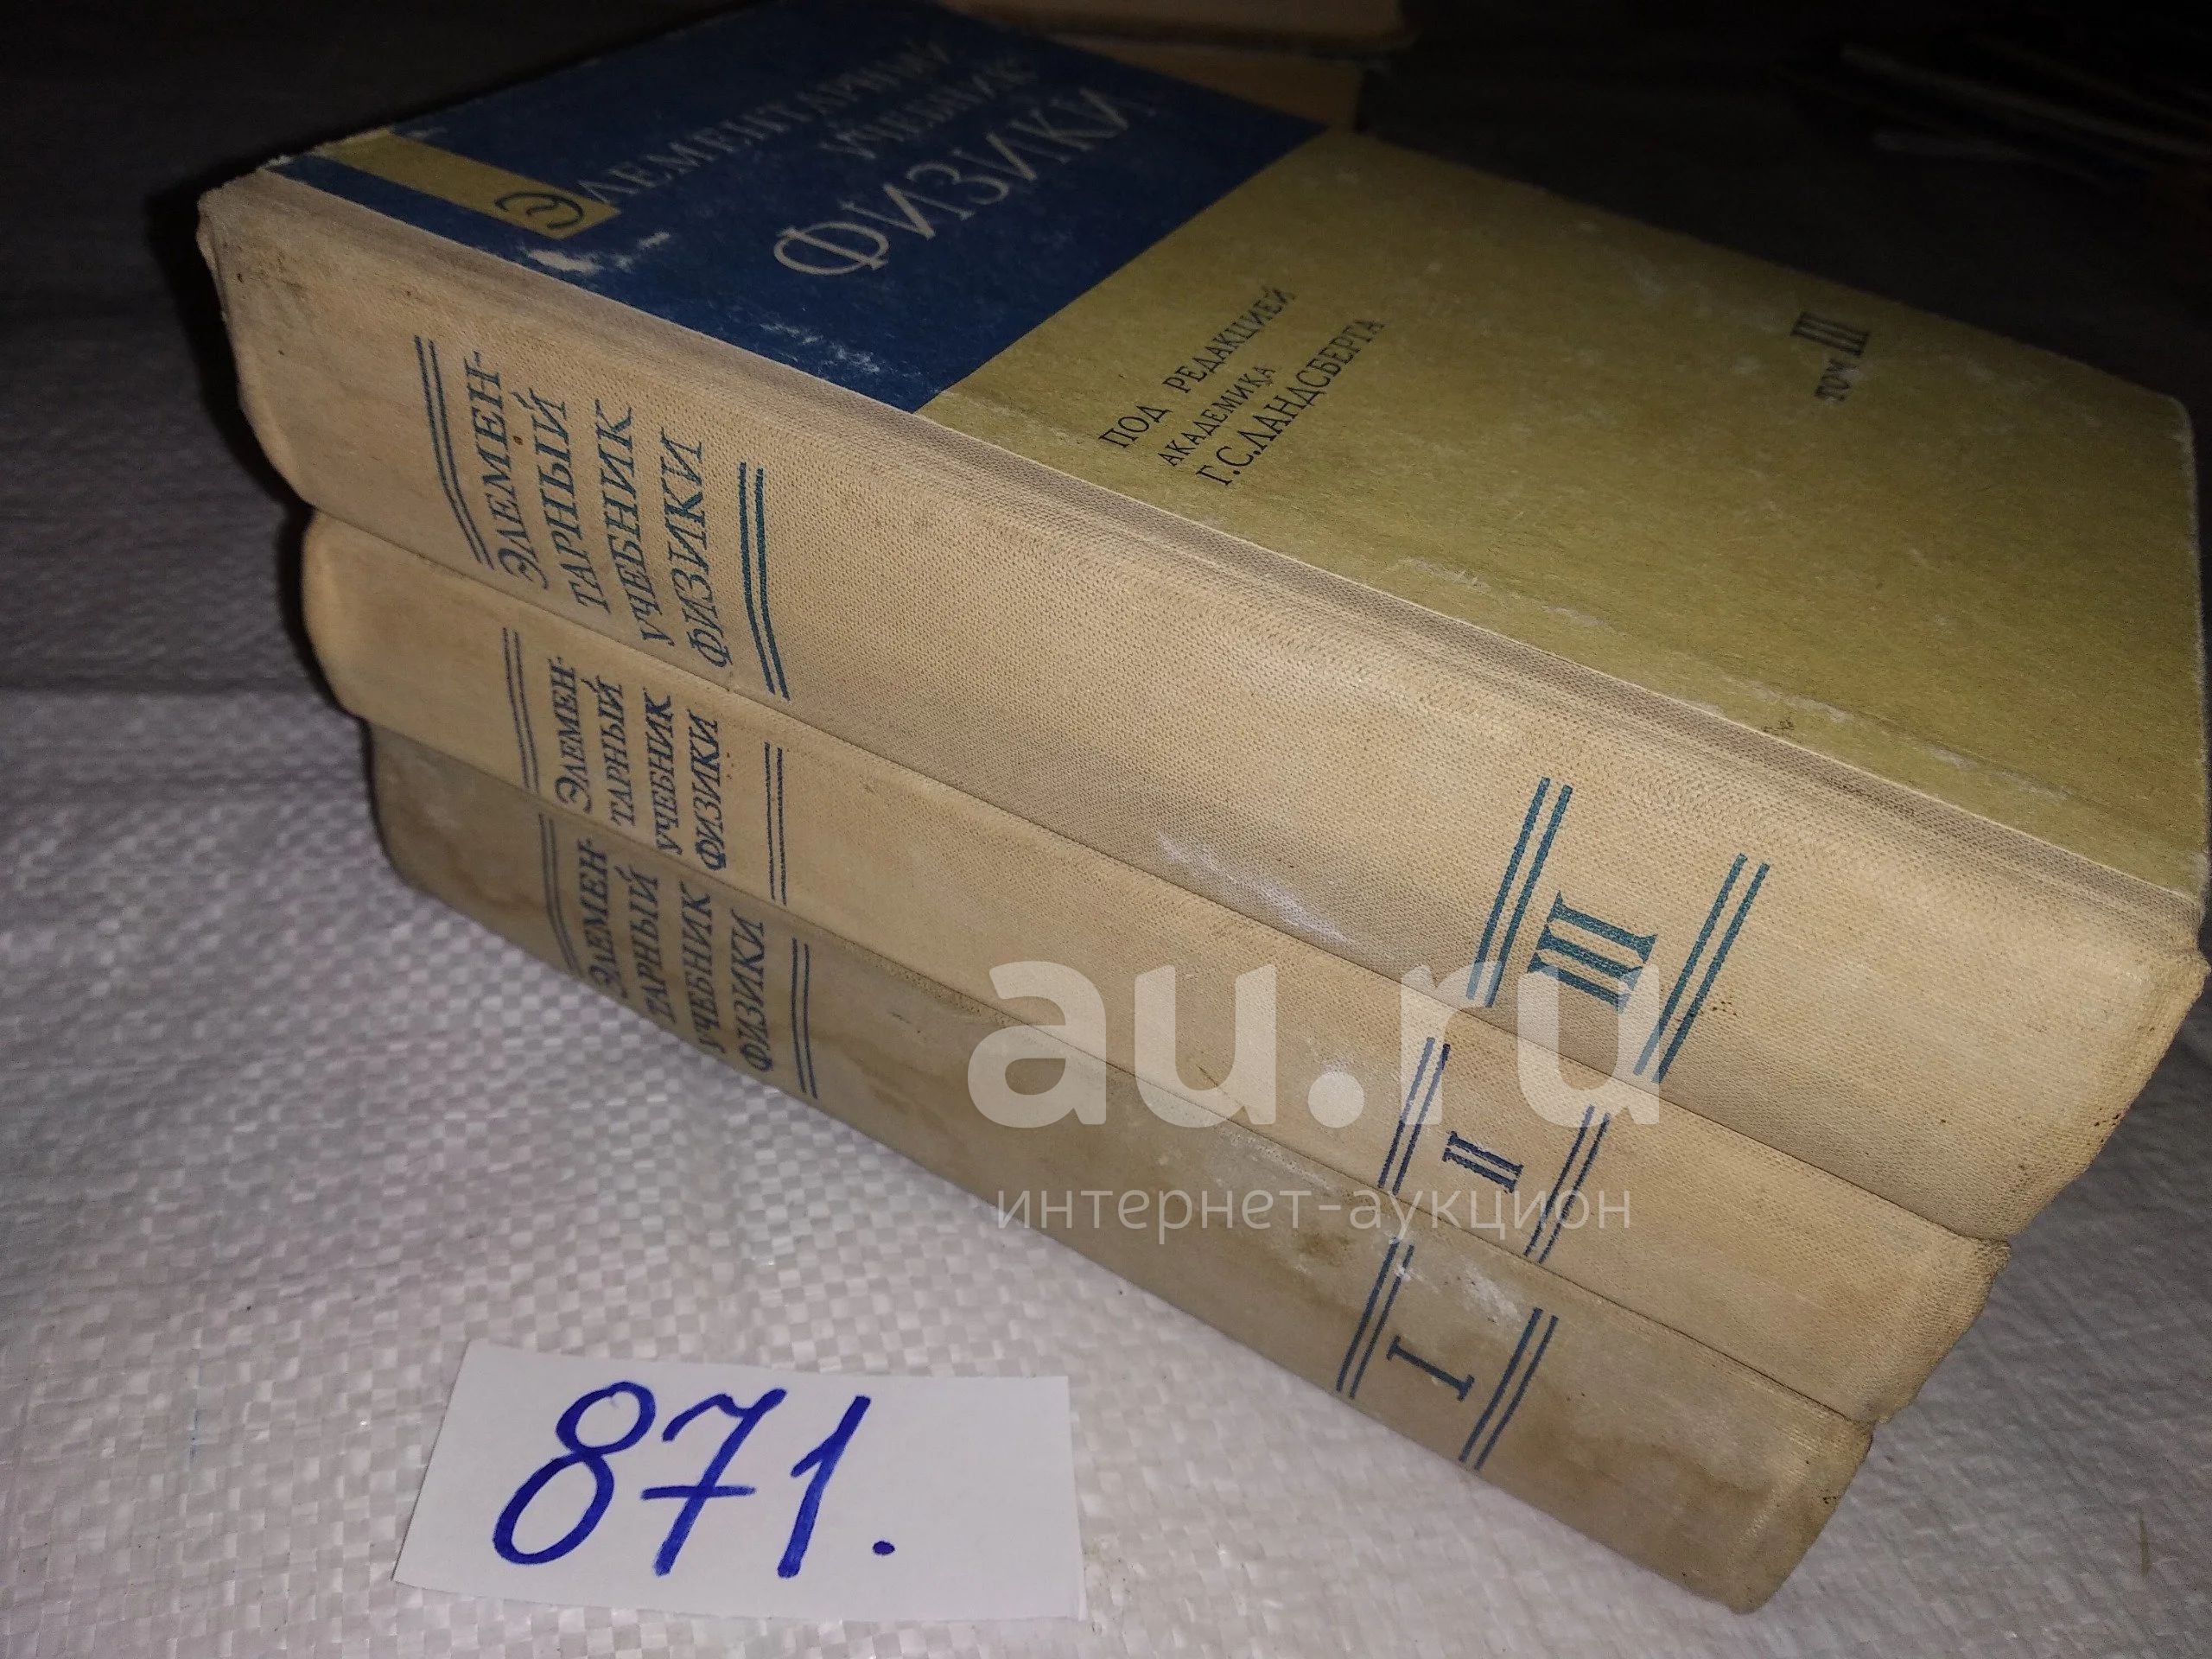 ЭЛЕМЕНТАРНЫЙ
УЧЕБНИК
ФИЗИКИ
ПОД РЕДАКЦИЕЙ
АКАДЕМИКА
Г.С.ЛАНДСБЕРГА
ТОМ III
ЭЛЕМЕН-
ТАРНЫЙ
УЧЕБНИК
ФИЗИКИ
III
ЭЛЕМЕН-
ТАРНЫЙ
УЧЕБНИК
ФИЗИКИ
II
ЭЛЕМЕН-
ТАРНЫЙ
УЧЕБНИК
ФИЗИКИ
I
au.ru
интернет-аукцион
871.